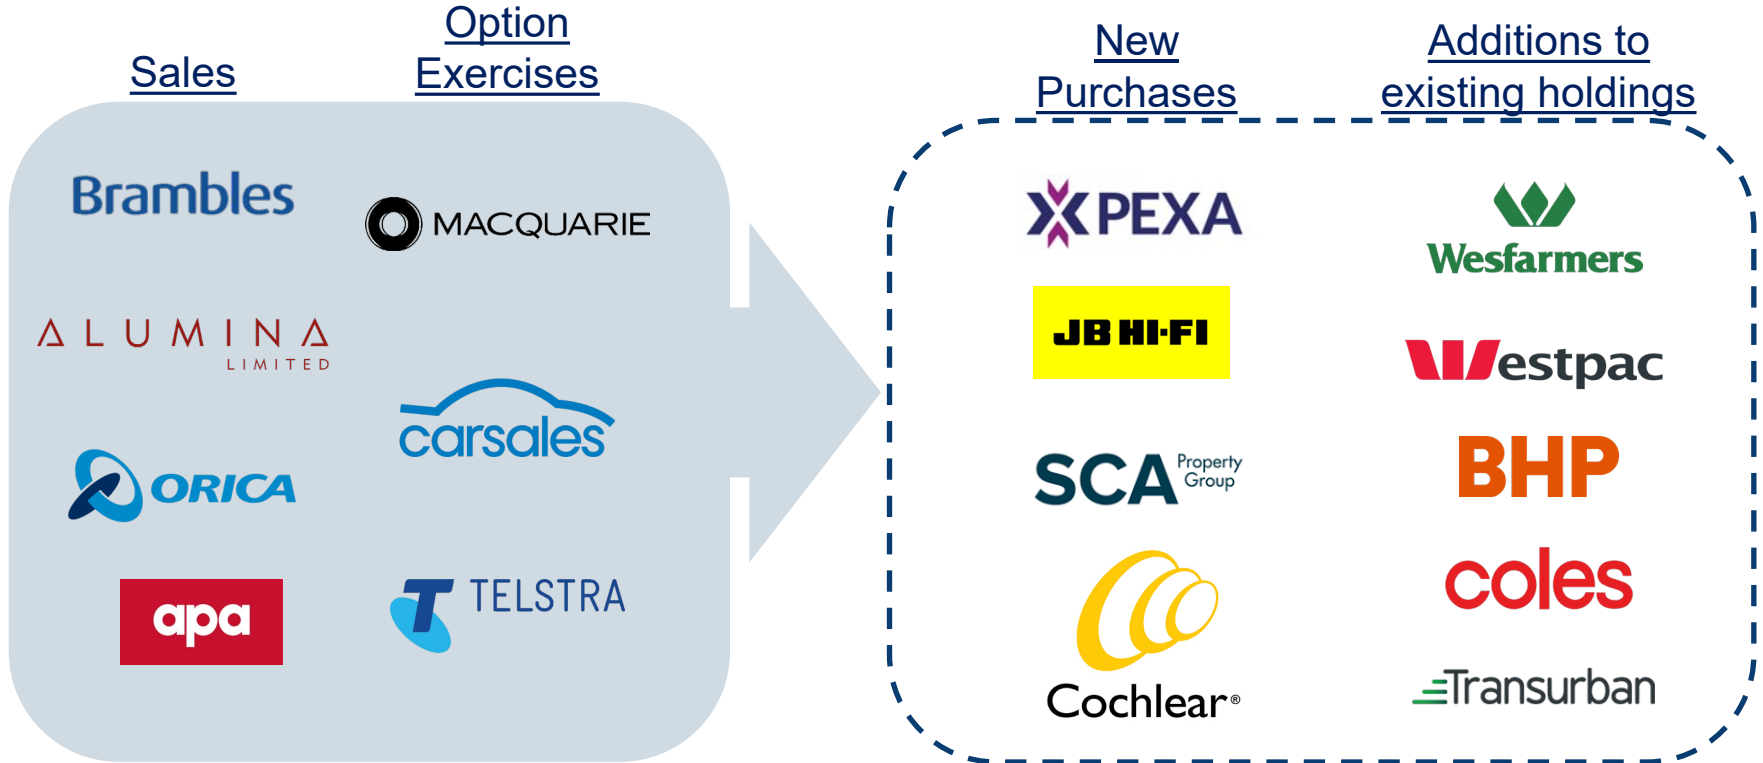 Sales
Option
Exercises
Brambles
MACQUARIE
ALUMINA
LIMITED
carsales
ORICA
apa
TELSTRA
New
Purchases
Additions to
existing holdings
PEXA
Wesfarmers
JB HI-FI
Westpac
SCA Property
Group
BHP
coles
Cochlear®
Transurban